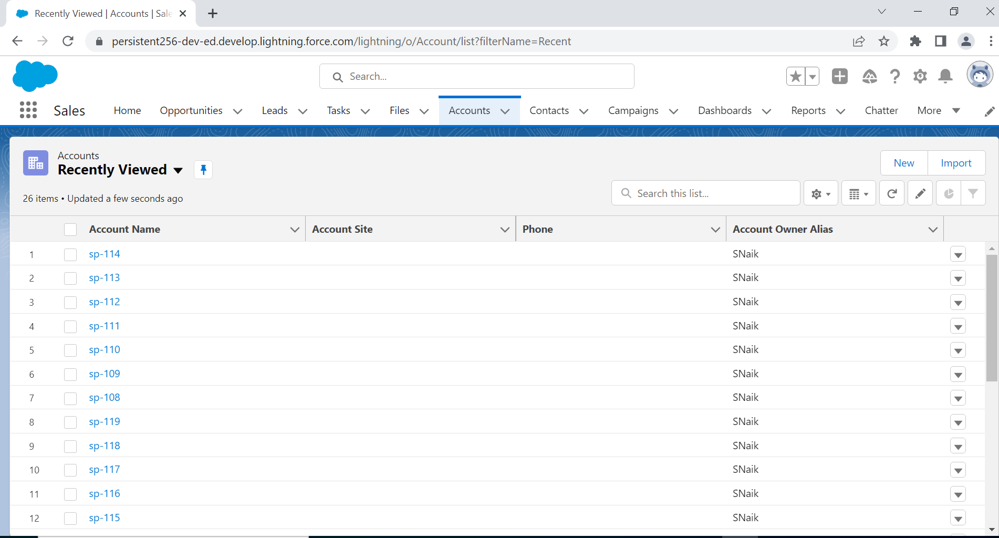 Recently Viewed | Accounts | Sale
persistent256-dev-ed.develop.lightning.force.com/lightning/o/Account/list?filterName=Recent
Search...
Sales Home Opportunities Leads Tasks Files Accounts Contacts Campaigns Dashboards Reports Chatter More
Accounts
Recently Viewed
New Import
26 items • Updated a few seconds ago
Search this list...
Account Name Account Site Phone Account Owner Alias
1 sp-114 SNaik
2 sp-113 SNaik
3 sp-112 SNaik
4 sp-111 SNaik
5 sp-110 SNaik
6 sp-109 SNaik
7 sp-108 SNaik
8 sp-119 SNaik
9 sp-118 SNaik
10 sp-117 SNaik
11 sp-116 SNaik
12 sp-115 SNaik